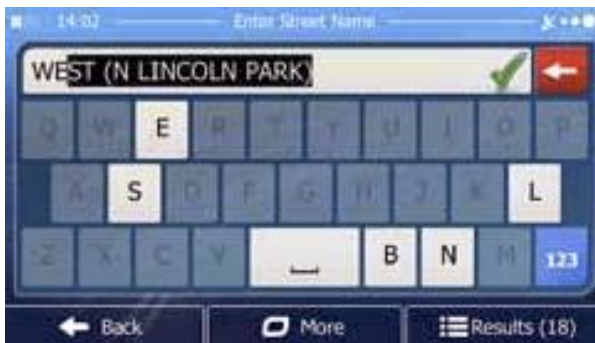 14:02 Enter Street Name
WEST (N LINCOLN PARK)
Q W E R T Y U I O P
A S D F G H J K L
Z X C V B N M 123
Back More Results (18)